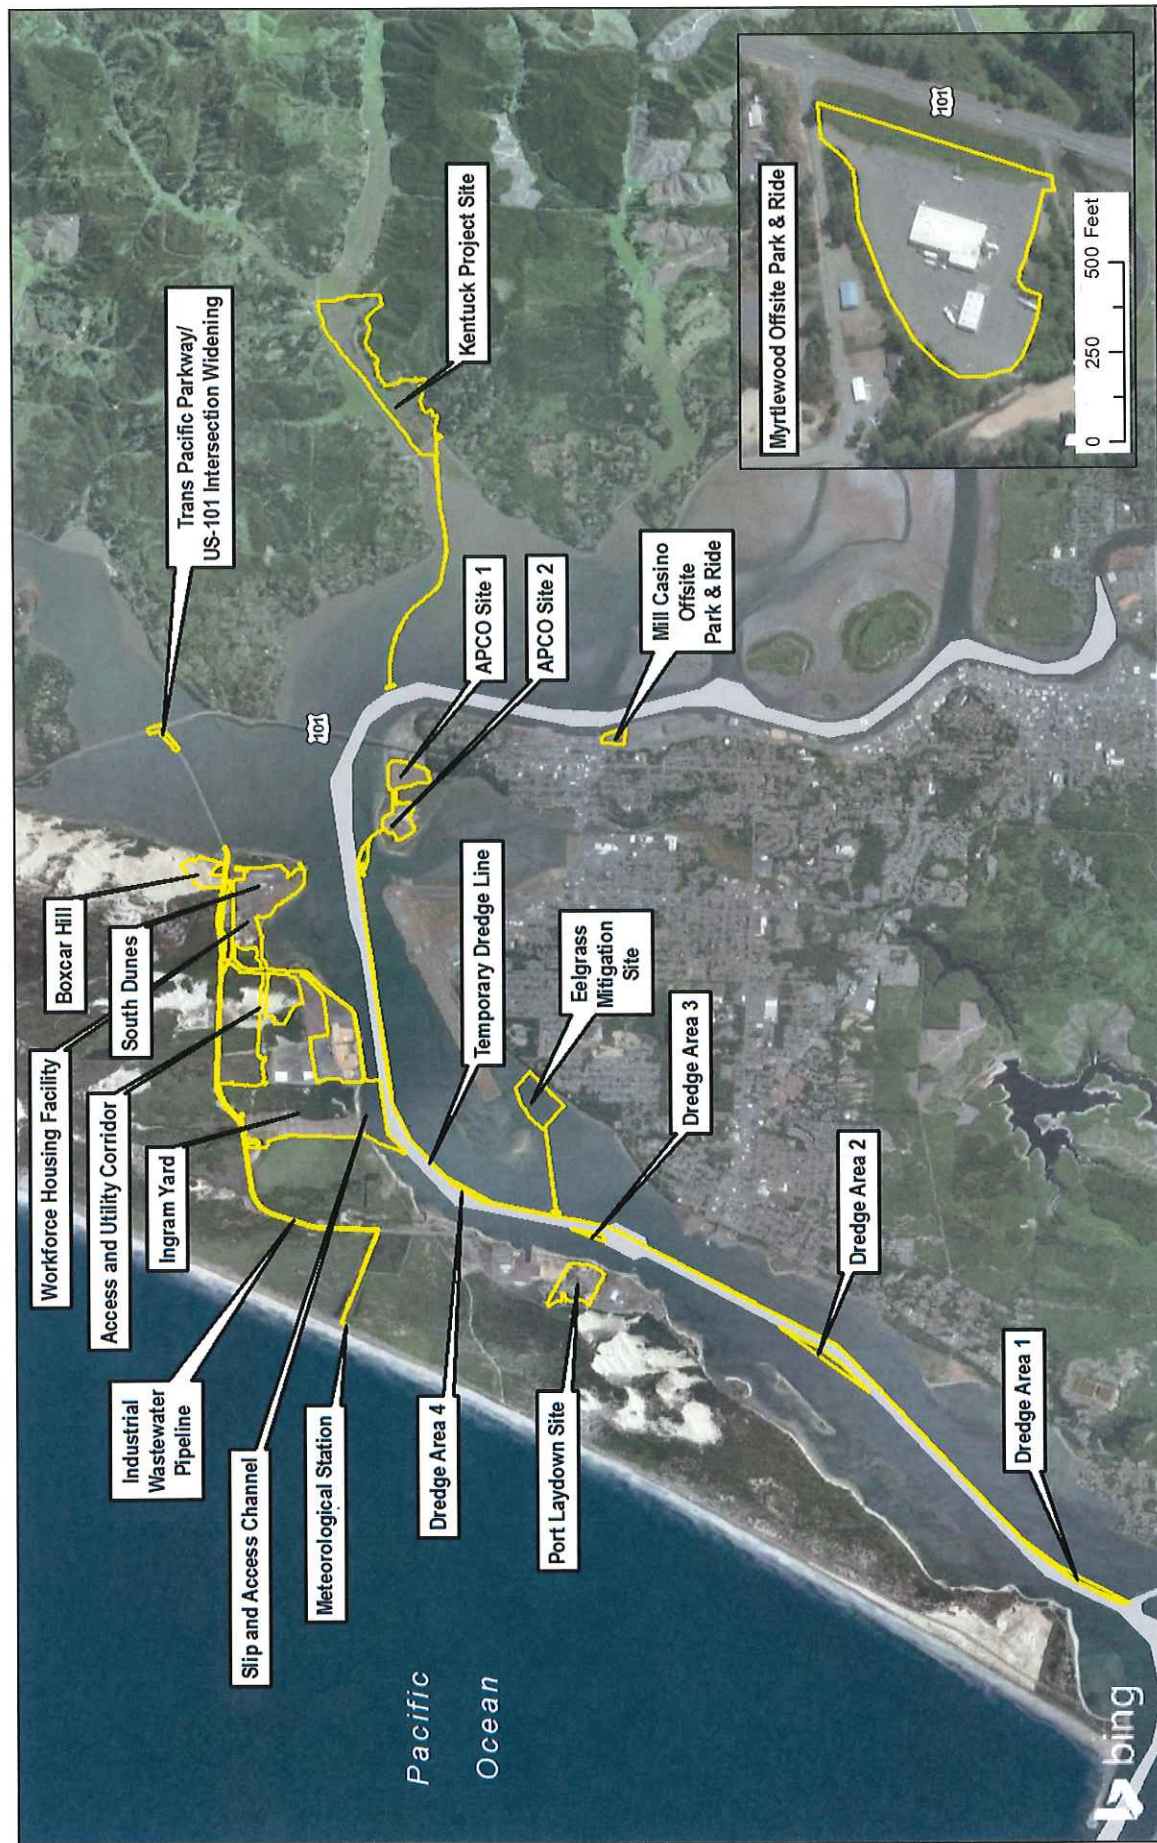 Boxcar Hill
Workforce Housing Facility
South Dunes
Access and Utility Corridor
Ingram Yard
Industrial
Wastewater
Pipeline
Slip and Access Channel
Meteorological Station
Trans Pacific Parkway/
US-101 Intersection Widening
101
Kentuck Project Site
APCO Site 1
APCO Site 2
Mill Casino
Offsite
Park & Ride
Temporary Dredge Line
Eelgrass
Mitigation
Site
Dredge Area 4
Dredge Area 3
Port Laydown Site
Dredge Area 2
Dredge Area 1
Pacific
Ocean
bing
Myrtlewood Offsite Park & Ride
101
0 250 500 Feet